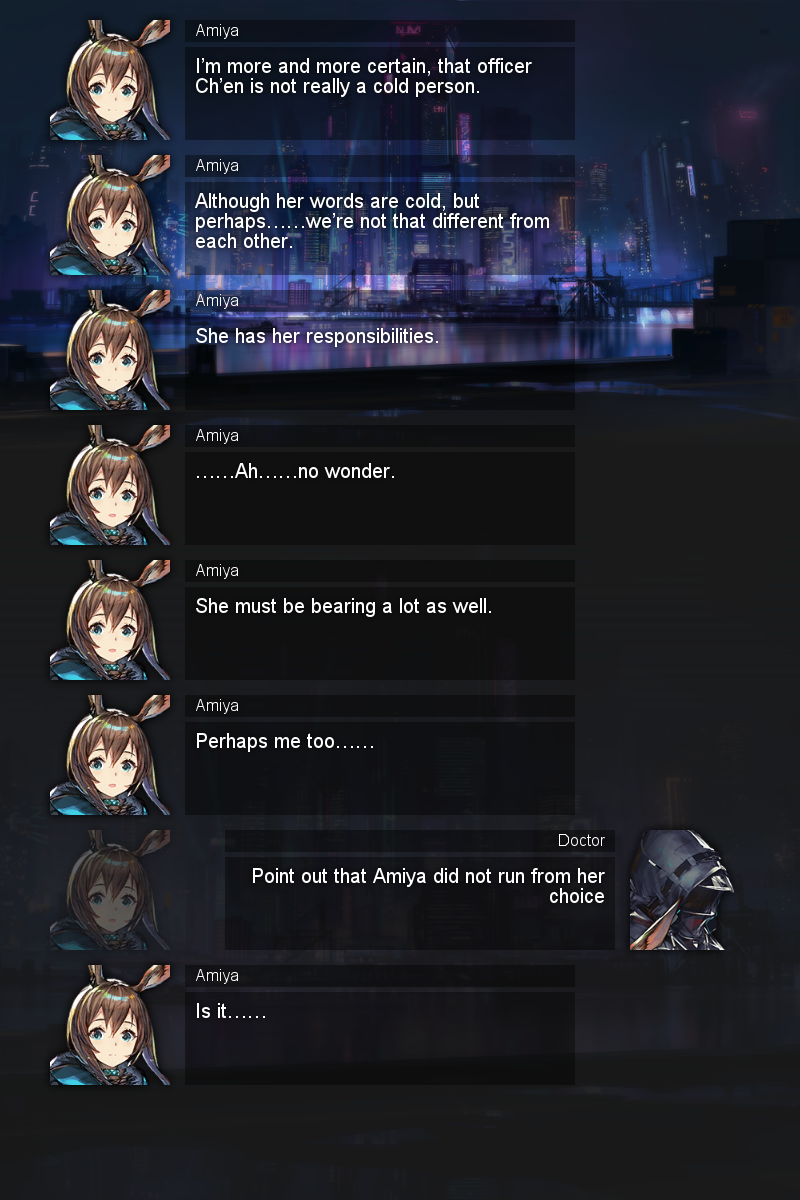 Amiya
I'm more and more certain, that officer
Ch'en is not really a cold person.
Amiya
Although her words are cold, but
perhaps……we're not that different from
each other.
Amiya
She has her responsibilities.
Amiya
……Ah……no wonder.
Amiya
She must be bearing a lot as well.
Amiya
Perhaps me too……
Doctor
Point out that Amiya did not run from her
choice
Amiya
Is it……